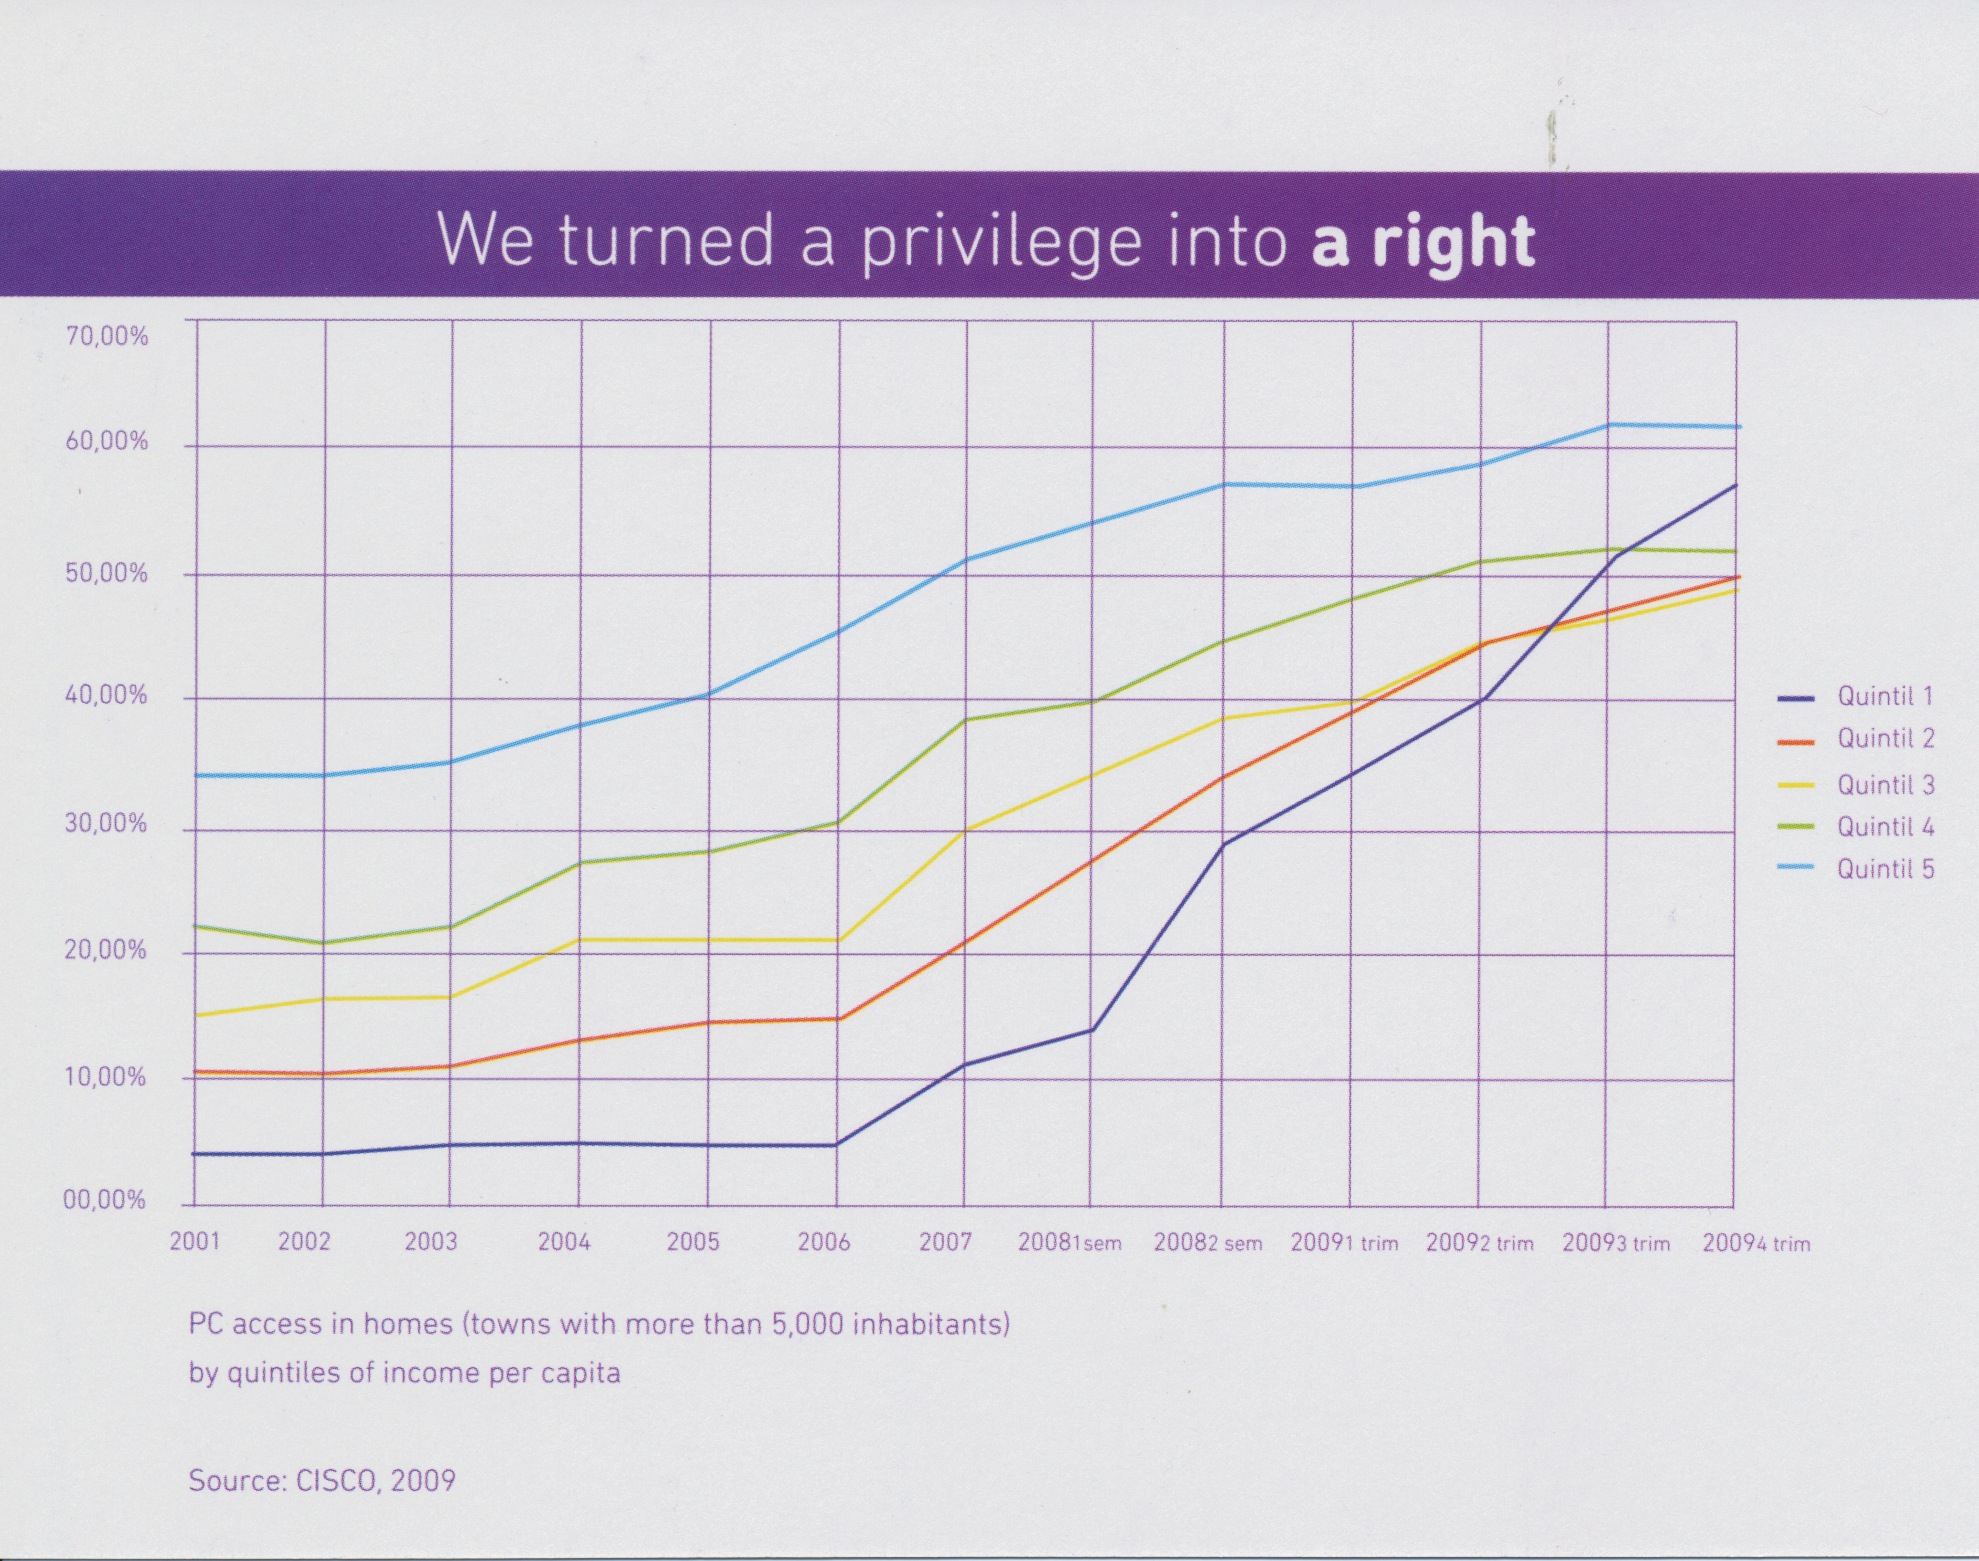 We turned a privilege into a right
70,00%
60,00%
50,00%
40,00%
30,00%
20,00%
10,00%
00,00%
2001 2002 2003 2004 2005 2006 2007 20081sem 20082 sem 20091 trim 20092 trim 20093 trim 20094 trim
Quintil 1
Quintil 2
Quintil 3
Quintil 4
Quintil 5
PC access in homes (towns with more than 5,000 inhabitants)
by quintiles of income per capita
Source: CISCO, 2009